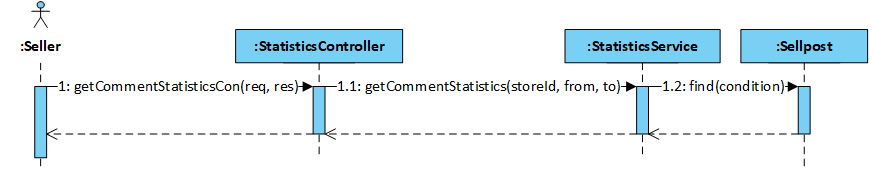 :Seller
:StatisticsController
:StatisticsService
:Sellpost
1: getCommentStatisticsCon(req, res)
1.1: getCommentStatistics(storeId, from, to)
1.2: find(condition)